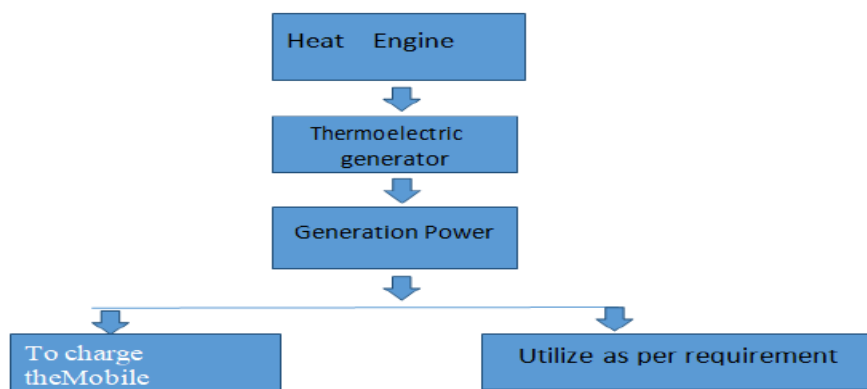 Heat Engine
Thermoelectric
generator
Generation Power
To charge
theMobile
Utilize as per requirement